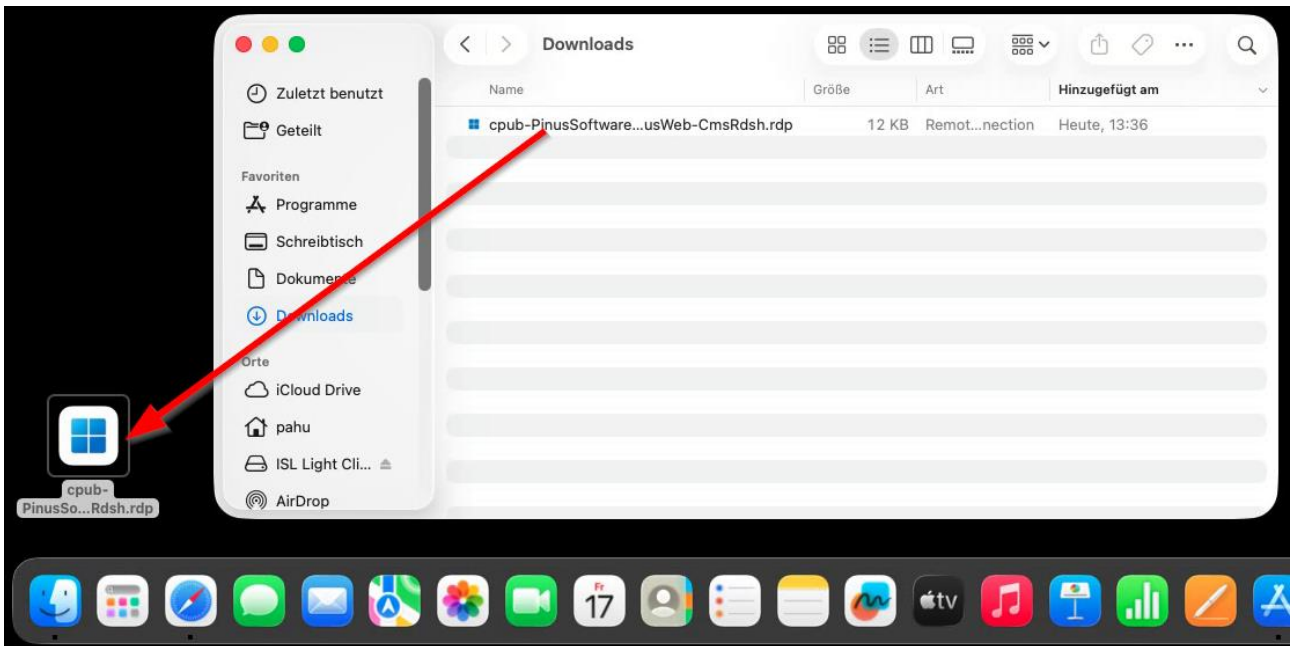 Downloads
Zuletzt benutzt
Geteilt
Favoriten
Programme
Schreibtisch
Dokumente
Downloads
Orte
iCloud Drive
pahu
ISL Light Cli...
AirDrop
Name Größe Art Hinzugefügt am
cpub-PinusSoftware...usWeb-CmsRdsh.rdp 12 KB Remot...nection Heute, 13:36
cpub-
PinusSo...Rdsh.rdp
Fr
17
tv